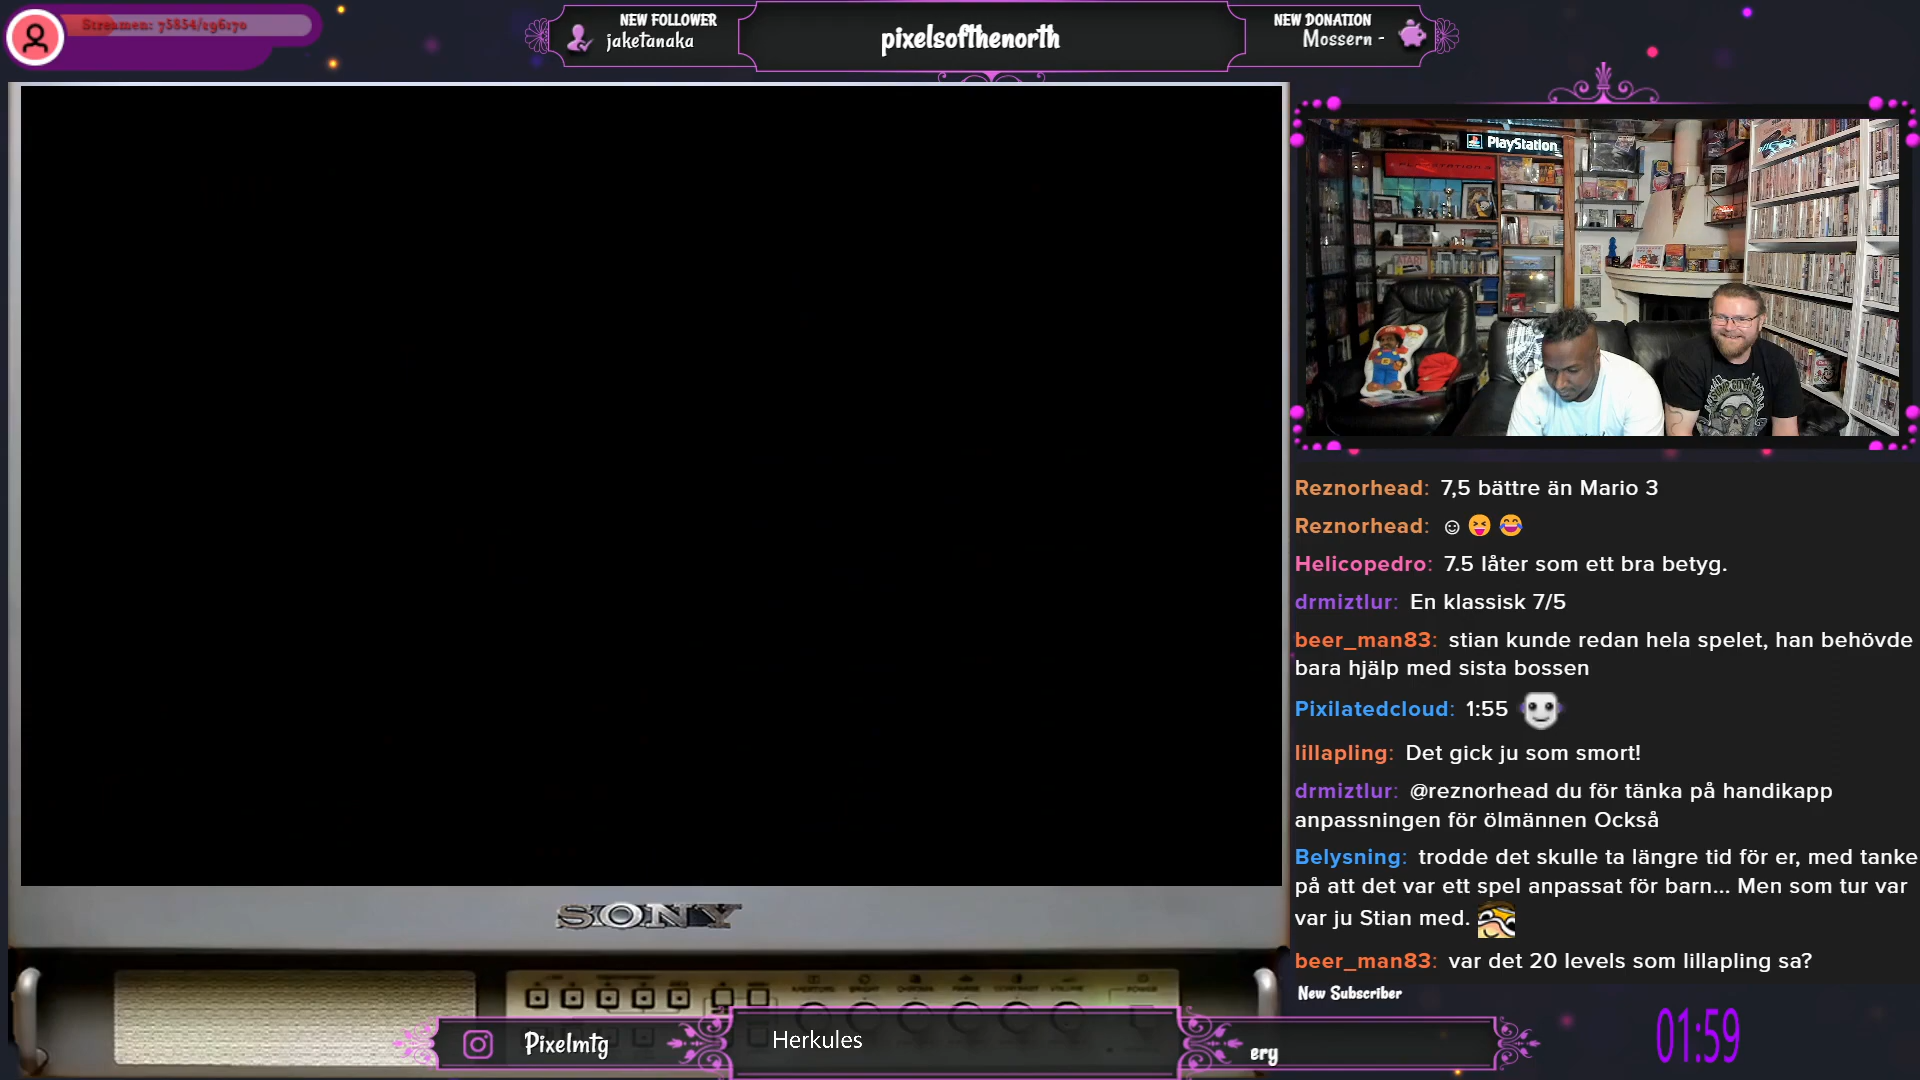 Streamen: 75854/296170
NEW FOLLOWER
jaketanaka
pixelsofthenorth
NEW DONATION
Mossern -
PlayStation
ATARI
Reznorhead: 7,5 bättre än Mario 3
Reznorhead: ☺ 😝 😂
Helicopedro: 7.5 låter som ett bra betyg.
drmiztlur: En klassisk 7/5
beer_man83: stian kunde redan hela spelet, han behövde
bara hjälp med sista bossen
Pixilatedcloud: 1:55
lillapling: Det gick ju som smort!
drmiztlur: @reznorhead du för tänka på handikapp
anpassningen för ölmännen Också
Belysning: trodde det skulle ta längre tid för er, med tanke
på att det var ett spel anpassat för barn... Men som tur var
var ju Stian med.
beer_man83: var det 20 levels som lillapling sa?
SONY
New Subscriber
Pixelmtg
Herkules
ery
01:59